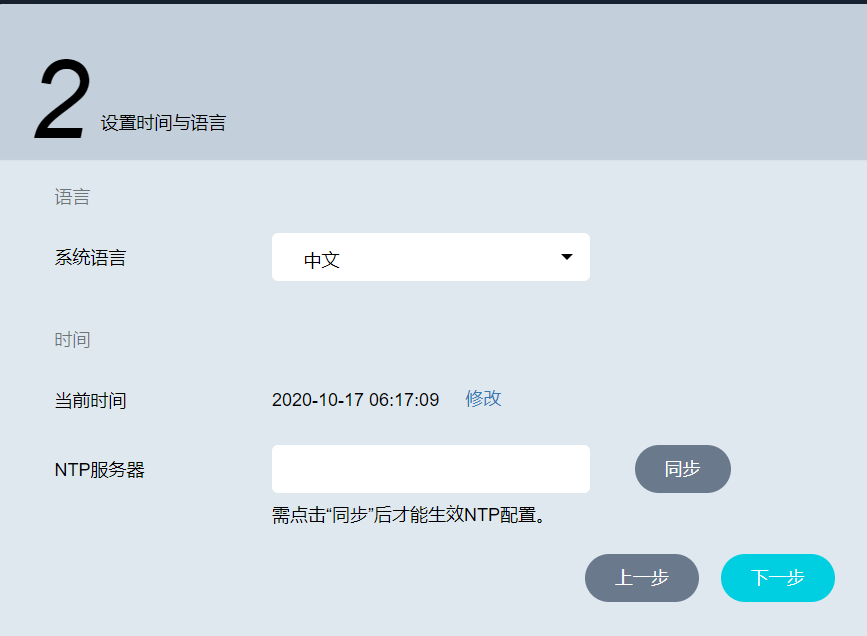 2 设置时间与语言
语言
系统语言 中文
时间
当前时间 2020-10-17 06:17:09 修改
NTP服务器 同步
需点击“同步”后才能生效NTP配置。
上一步 下一步